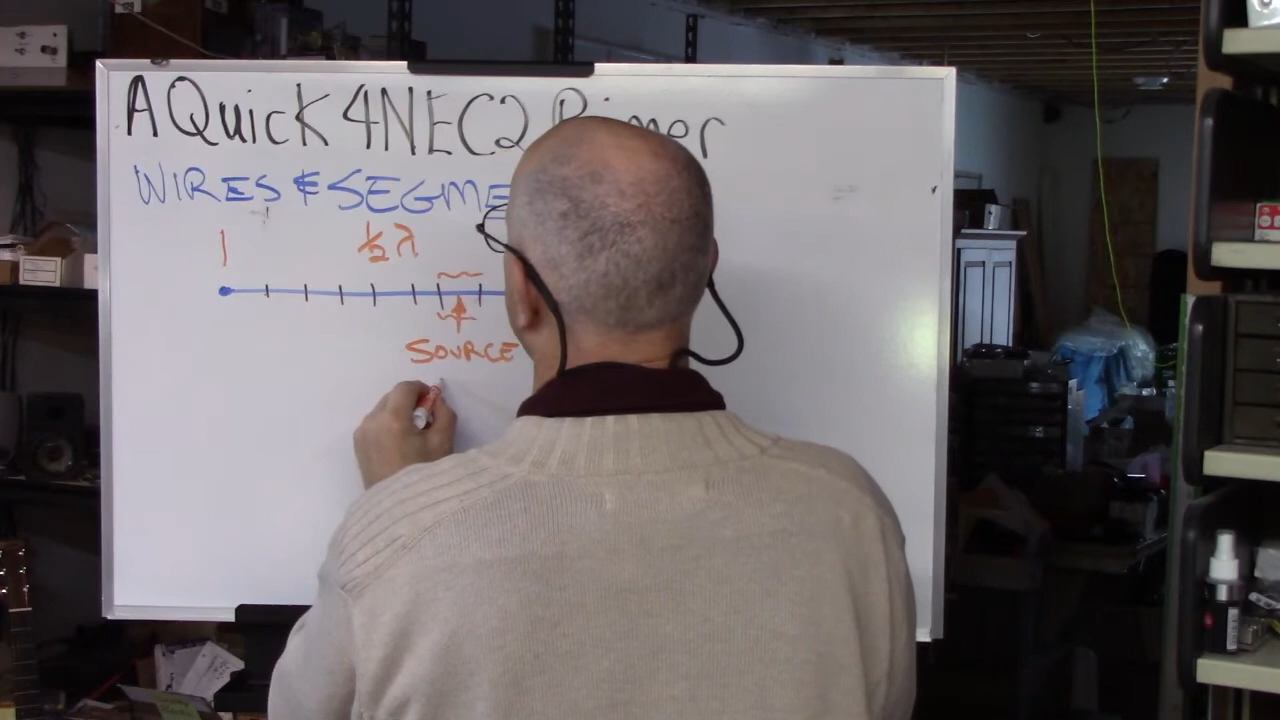 A QuicK 4NEC2
WIRES & SEGME
1 ½ λ
SOURCE